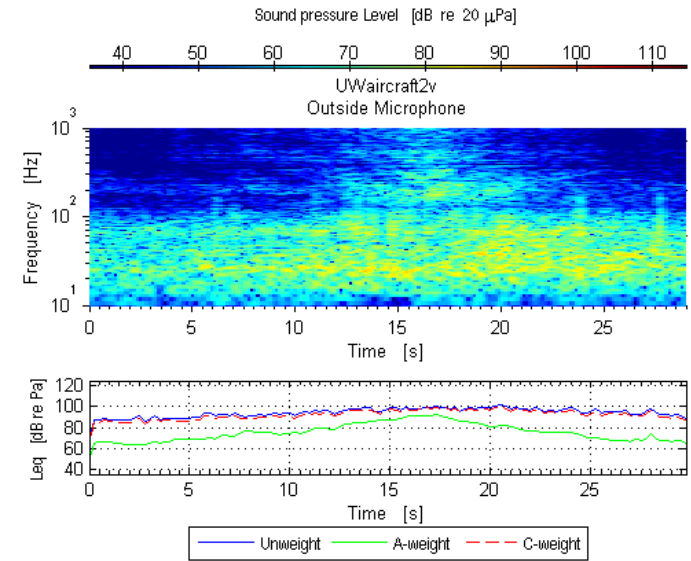 Sound pressure Level [dB re 20 µPa]
40 50 60 70 80 90 100 110
UWaircraft2v
Outside Microphone
Frequency [Hz]
10^3
10^2
10^1
0 5 10 15 20 25
Time [s]
Leq [dB re Pa]
120
100
80
60
40
0 5 10 15 20 25
Time [s]
Unweight A-weight C-weight